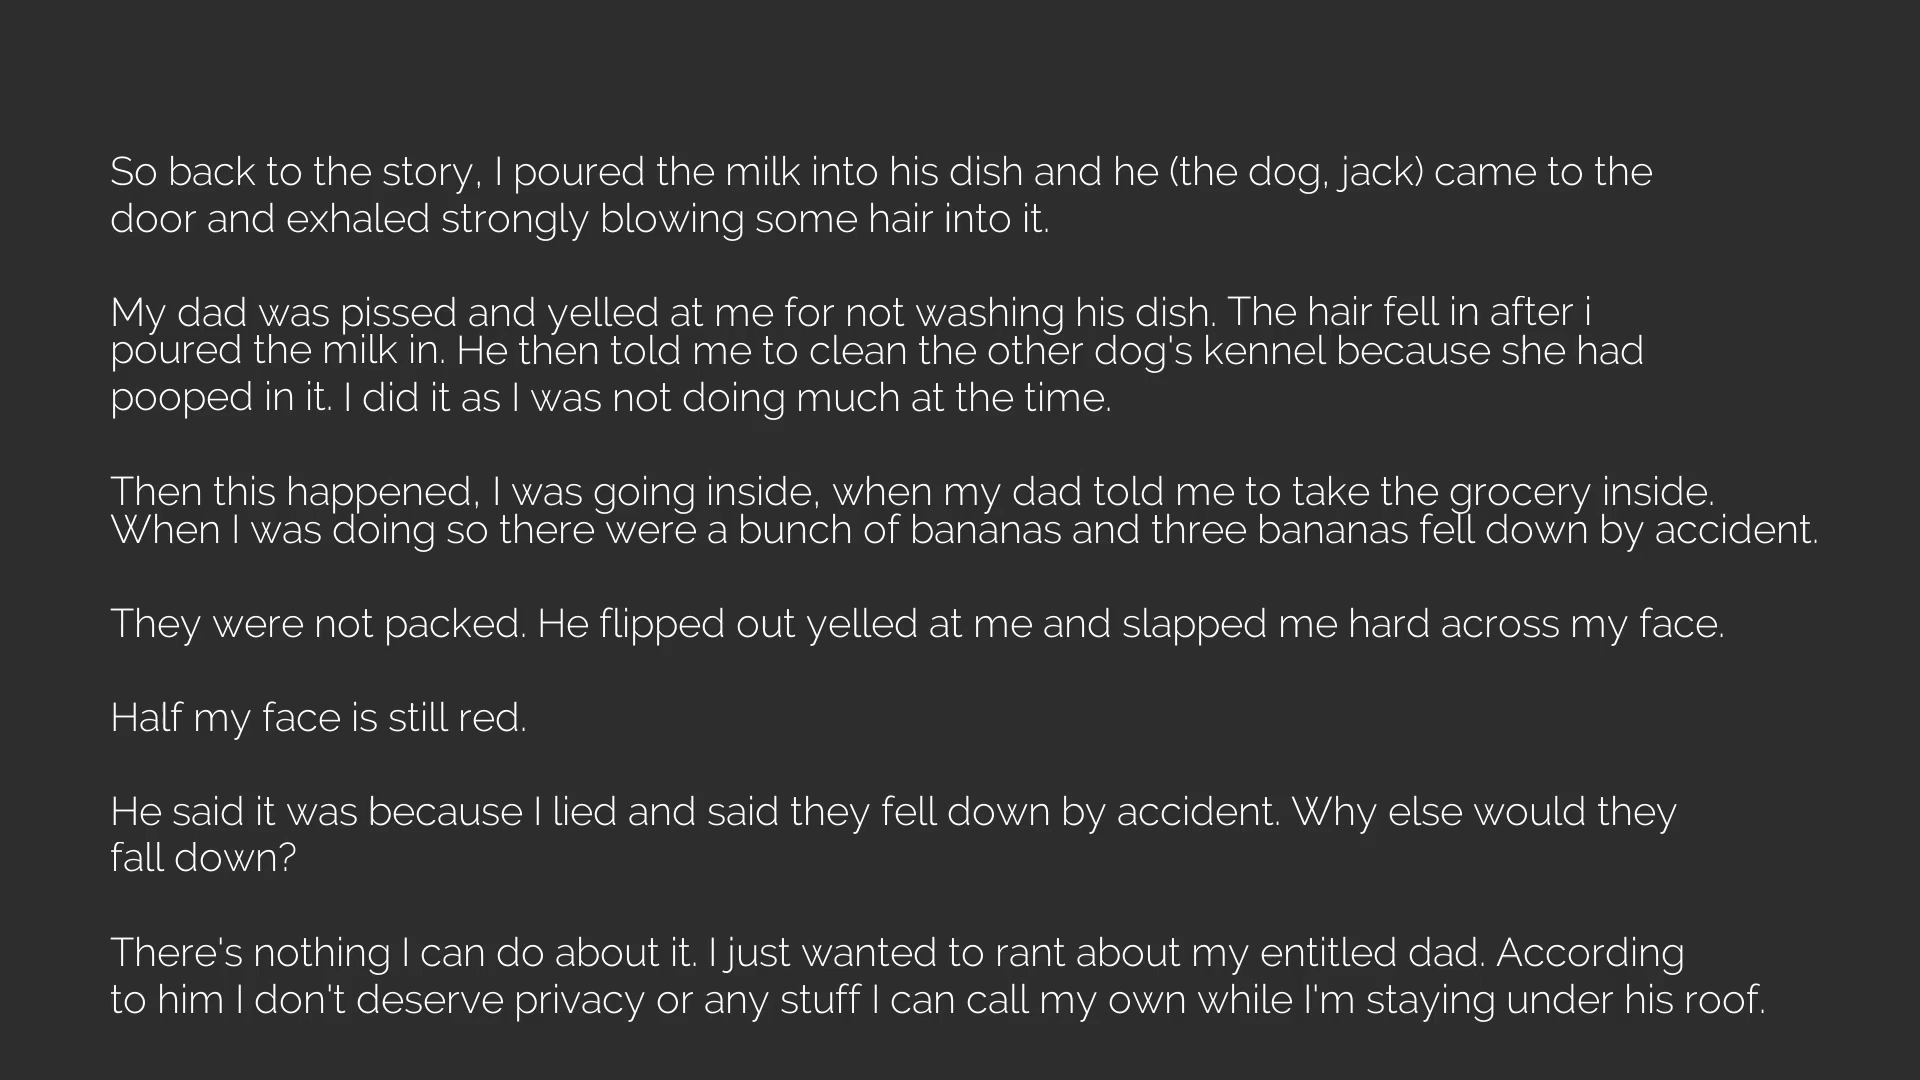 So back to the story, I poured the milk into his dish and he (the dog, jack) came to the
door and exhaled strongly blowing some hair into it.
My dad was pissed and yelled at me for not washing his dish. The hair fell in after i
poured the milk in. He then told me to clean the other dog's kennel because she had
pooped in it. I did it as I was not doing much at the time.
Then this happened, I was going inside, when my dad told me to take the grocery inside.
When I was doing so there were a bunch of bananas and three bananas fell down by accident.
They were not packed. He flipped out yelled at me and slapped me hard across my face.
Half my face is still red.
He said it was because I lied and said they fell down by accident. Why else would they
fall down?
There's nothing I can do about it. I just wanted to rant about my entitled dad. According
to him I don't deserve privacy or any stuff I can call my own while I'm staying under his roof.